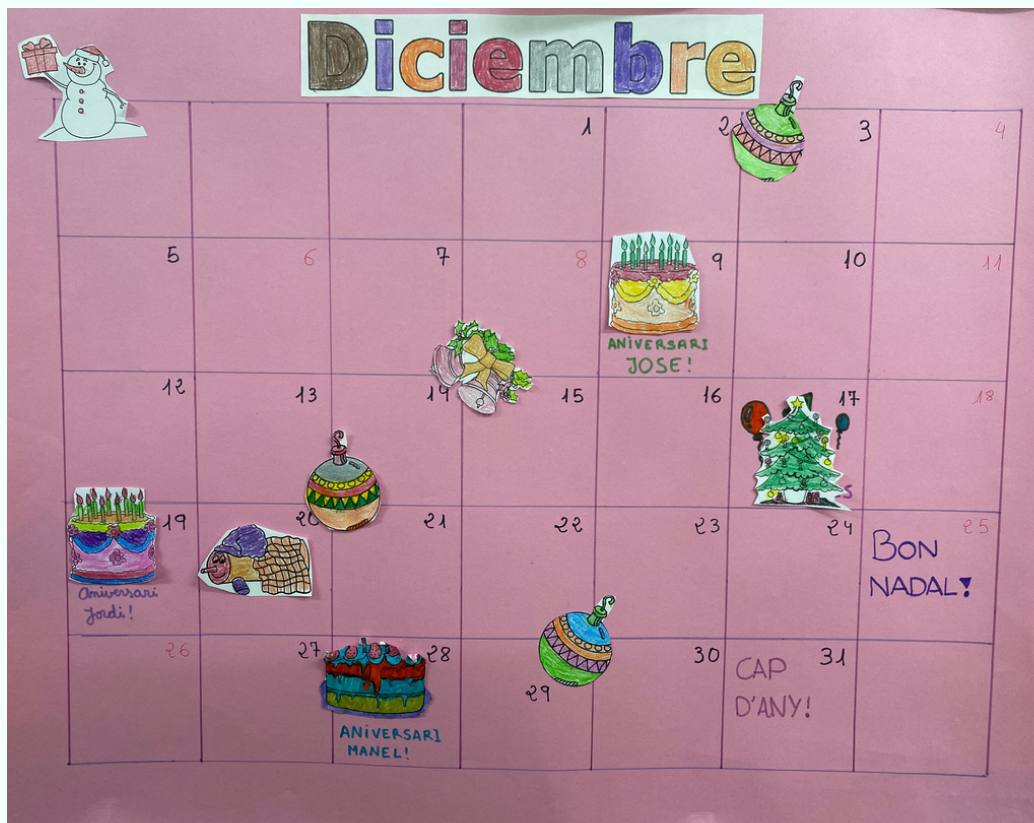 Diciembre
1 2 3 4
5 6 7 8 9 10 11
ANIVERSARI
JOSE!
12 13 14 15 16 17 18
19 20 21 22 23 24 25
BON
NADAL!
Aniversari
Jordi!
26 27 28 29 30 31
CAP
D'ANY!
ANIVERSARI
MANEL!